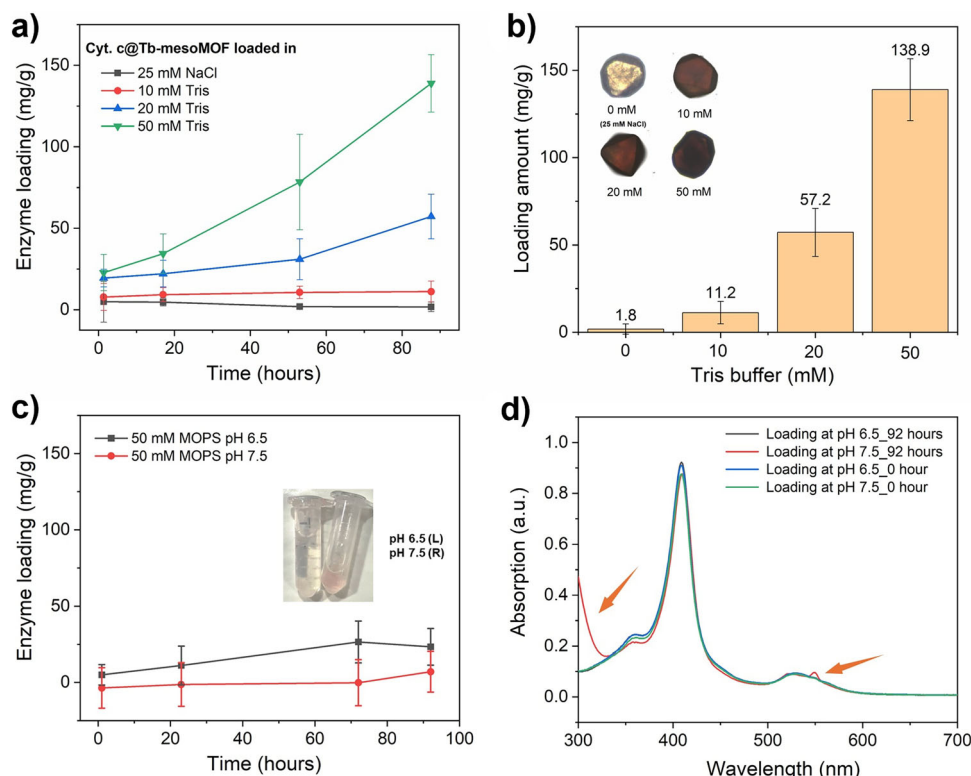 a)
Cyt. c@Tb-mesoMOF loaded in
25 mM NaCl
10 mM Tris
20 mM Tris
50 mM Tris
150
100
50
0
Enzyme loading (mg/g)
0 20 40 60 80
Time (hours)
b)
0 mM
(25 mM NaCl)
10 mM
20 mM
50 mM
1.8
11.2
57.2
138.9
150
100
50
0
Loading amount (mg/g)
0 10 20 50
Tris buffer (mM)
c)
50 mM MOPS pH 6.5
50 mM MOPS pH 7.5
pH 6.5 (L)
pH 7.5 (R)
150
100
50
0
Enzyme loading (mg/g)
0 20 40 60 80 100
Time (hours)
d)
Loading at pH 6.5_92 hours
Loading at pH 7.5_92 hours
Loading at pH 6.5_0 hour
Loading at pH 7.5_0 hour
1.0
0.8
0.6
0.4
0.2
0.0
Absorption (a.u.)
300 400 500 600 700
Wavelength (nm)